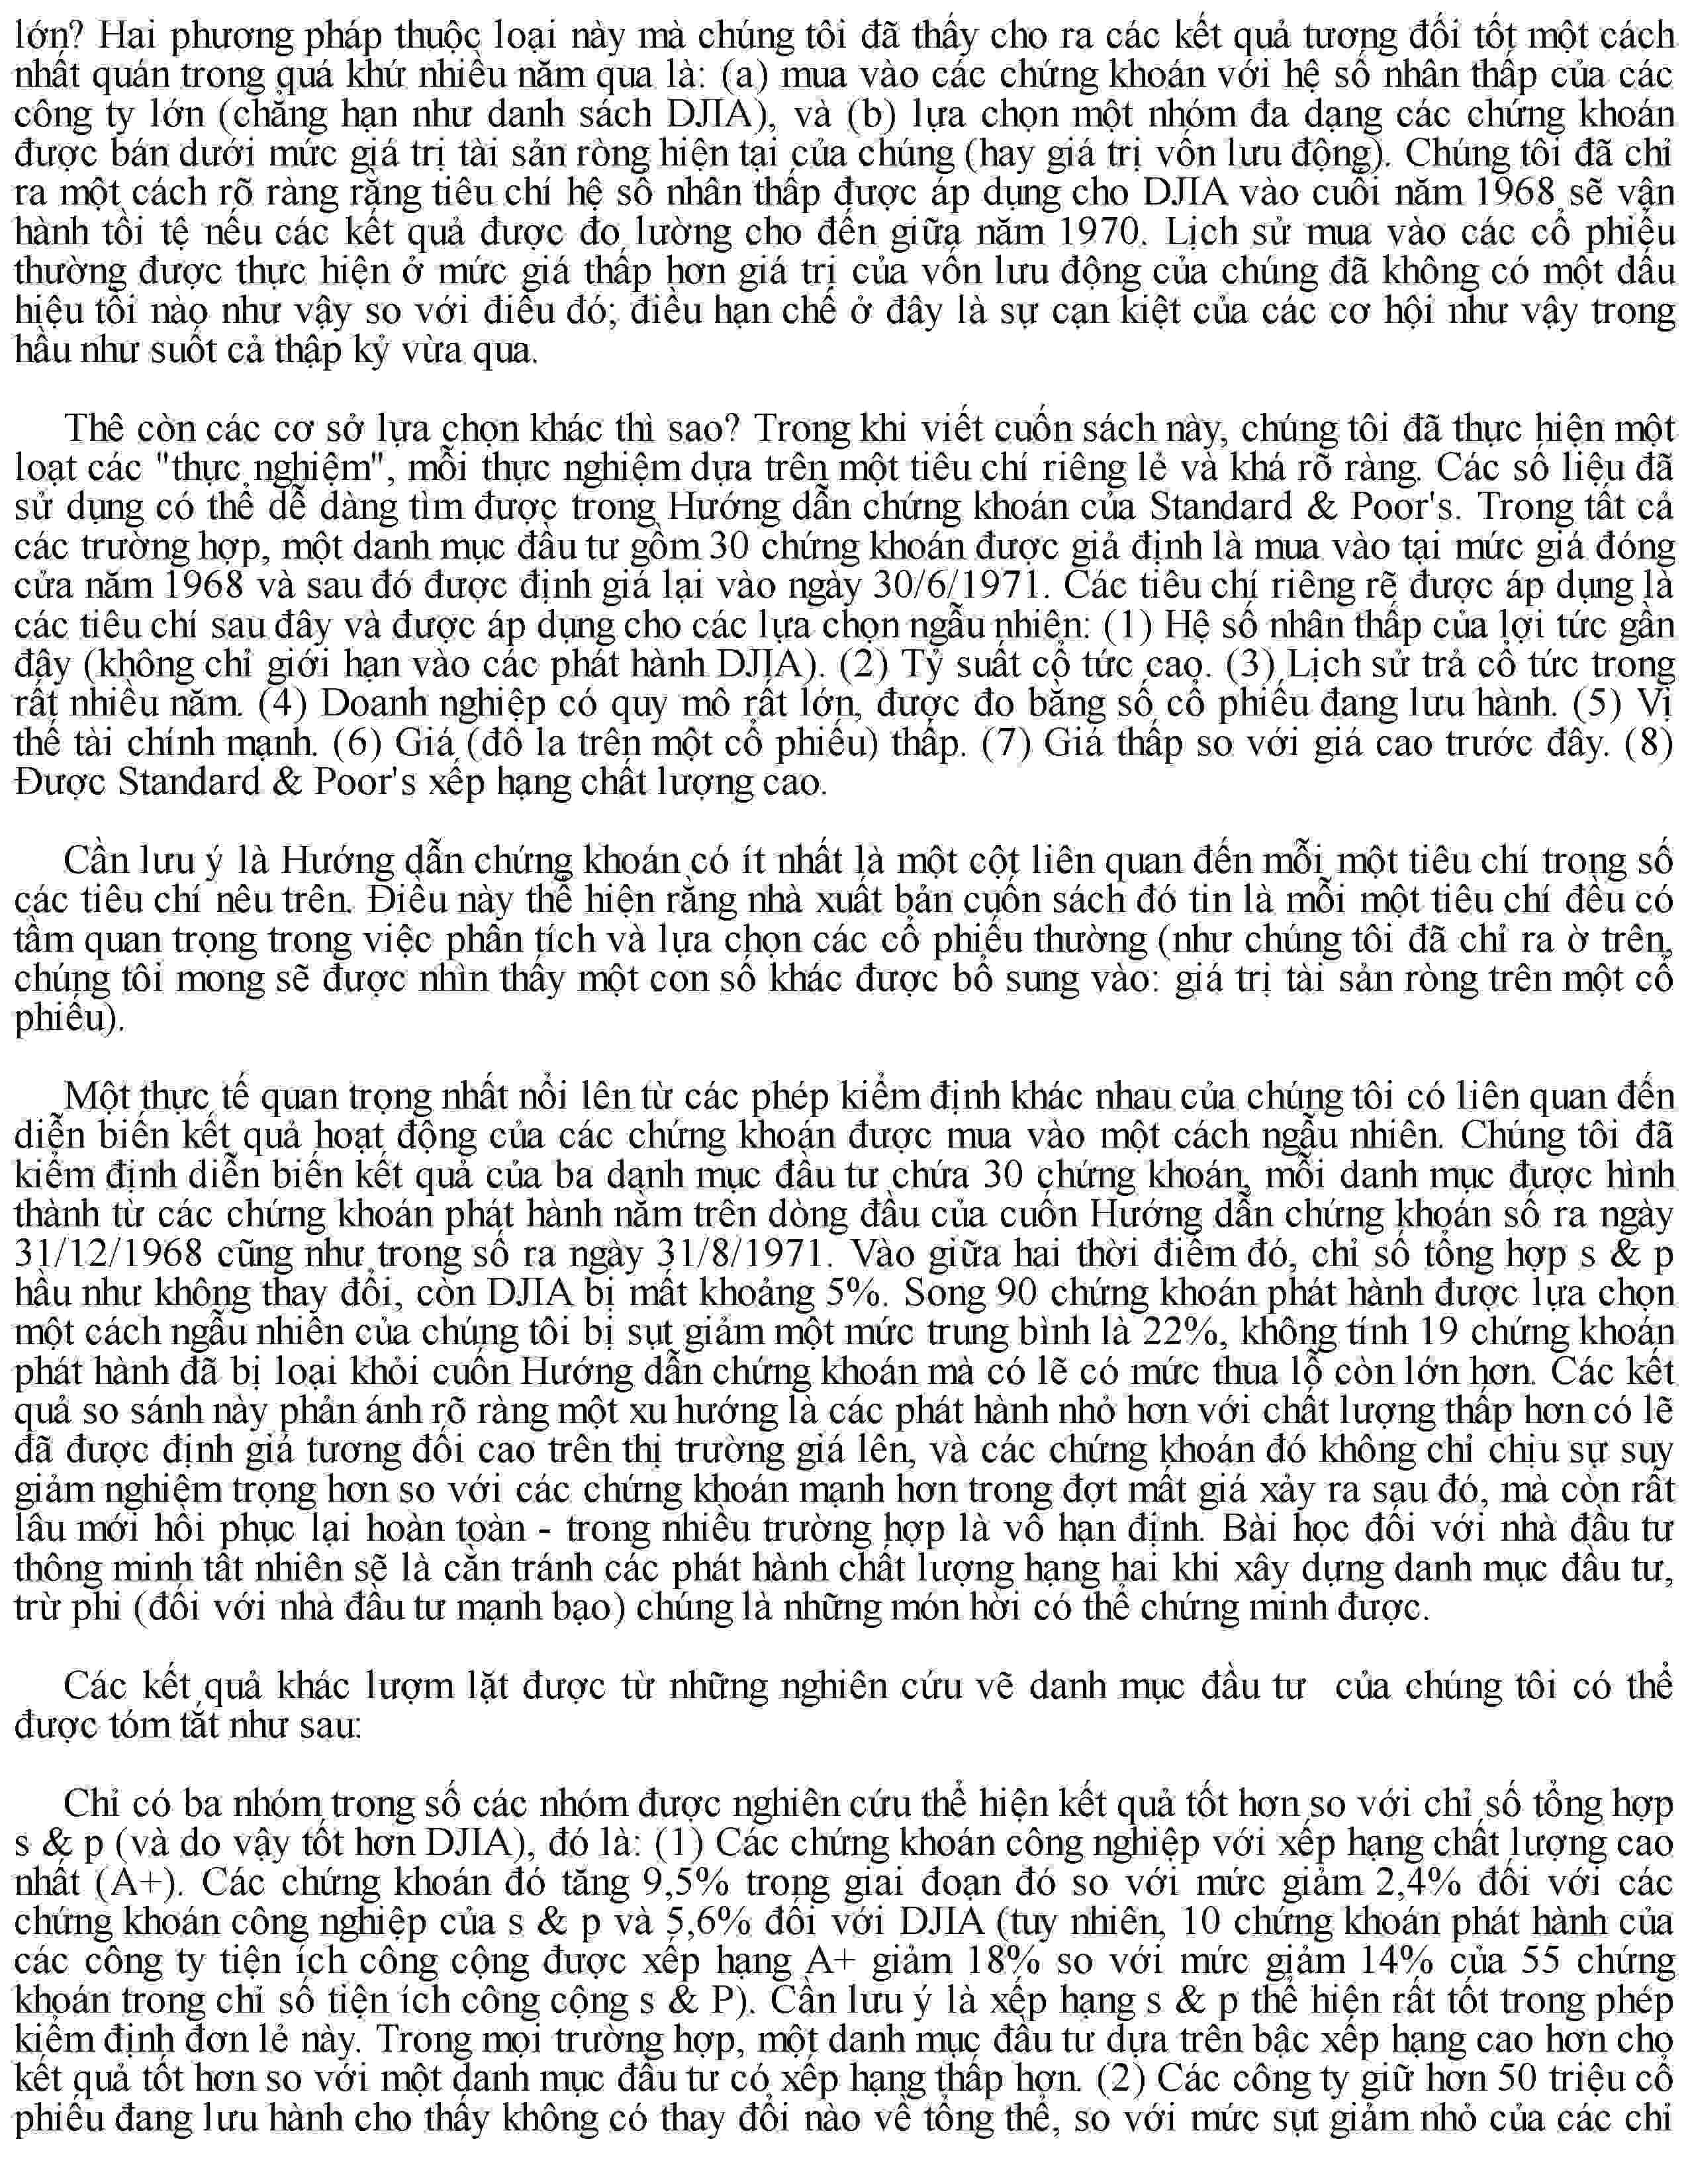 lớn? Hai phương pháp thuộc loại này mà chúng tôi đã thấy cho ra các kết quả tương đối tốt một cách
nhất quán trong quá khứ nhiều năm qua là: (a) mua vào các chứng khoán với hệ số nhân thấp của các
công ty lớn (chẳng hạn như danh sách DJIA), và (b) lựa chọn một nhóm đa dạng các chứng khoán
được bán dưới mức giá trị tài sản ròng hiện tại của chúng (hay giá trị vốn lưu động). Chúng tôi đã chỉ
ra một cách rõ ràng rằng tiêu chí hệ số nhân thấp được áp dụng cho DJIA vào cuối năm 1968 sẽ vận
hành tồi tệ nếu các kết quả được đo lường cho đến giữa năm 1970. Lịch sử mua vào các cổ phiếu
thường được thực hiện ở mức giá thấp hơn giá trị của vốn lưu động của chúng đã không có một dấu
hiệu tồi nào như vậy so với điều đó; điều hạn chế ở đây là sự cạn kiệt của các cơ hội như vậy trong
hầu như suốt cả thập kỷ vừa qua.
Thê còn các cơ sở lựa chọn khác thì sao? Trong khi viết cuốn sách này, chúng tôi đã thực hiện một
loạt các "thực nghiệm", mỗi thực nghiệm dựa trên một tiêu chí riêng lẻ và khá rõ ràng. Các số liệu đã
sử dụng có thể dễ dàng tìm được trong Hướng dẫn chứng khoán của Standard & Poor's. Trong tất cả
các trường hợp, một danh mục đầu tư gồm 30 chứng khoán được giả định là mua vào tại mức giá đóng
cửa năm 1968 và sau đó được định giá lại vào ngày 30/6/1971. Các tiêu chí riêng rẽ được áp dụng là
các tiêu chí sau đây và được áp dụng cho các lựa chọn ngẫu nhiên: (1) Hệ số nhân thấp của lợi tức gần
đây (không chỉ giới hạn vào các phát hành DJIA). (2) Tỷ suất cổ tức cao. (3) Lịch sử trả cổ tức trong
rất nhiều năm. (4) Doanh nghiệp có quy mô rất lớn, được đo bằng số cổ phiếu đang lưu hành. (5) Vị
thế tài chính mạnh. (6) Giá (đô la trên một cổ phiếu) thấp. (7) Giá thấp so với giá cao trước đây. (8)
Được Standard & Poor's xếp hạng chất lượng cao.
Cần lưu ý là Hướng dẫn chứng khoán có ít nhất là một cột liên quan đến mỗi một tiêu chí trong số
các tiêu chí nêu trên. Điều này thể hiện rằng nhà xuất bản cuốn sách đó tin là mỗi một tiêu chí đều có
tầm quan trọng trong việc phân tích và lựa chọn các cổ phiếu thường (như chúng tôi đã chỉ ra ờ trên,
chúng tôi mong sẽ được nhìn thấy một con số khác được bổ sung vào: giá trị tài sản ròng trên một cổ
phiếu).
Một thực tế quan trọng nhất nổi lên từ các phép kiểm định khác nhau của chúng tôi có liên quan đến
diễn biến kết quả hoạt động của các chứng khoán được mua vào một cách ngẫu nhiên. Chúng tôi đã
kiểm định diễn biến kết quả của ba danh mục đầu tư chứa 30 chứng khoán, mỗi danh mục được hình
thành từ các chứng khoán phát hành nằm trên dòng đầu của cuốn Hướng dẫn chứng khoán số ra ngày
31/12/1968 cũng như trong số ra ngày 31/8/1971. Vào giữa hai thời điểm đó, chỉ số tổng hợp s & p
hầu như không thay đổi, còn DJIA bị mất khoảng 5%. Song 90 chứng khoán phát hành được lựa chọn
một cách ngẫu nhiên của chúng tôi bị sụt giảm một mức trung bình là 22%, không tính 19 chứng khoán
phát hành đã bị loại khỏi cuốn Hướng dẫn chứng khoán mà có lẽ có mức thua lỗ còn lớn hơn. Các kết
quả so sánh này phản ánh rõ ràng một xu hướng là các phát hành nhỏ hơn với chất lượng thấp hơn có lẽ
đã được định giá tương đối cao trên thị trường giá lên, và các chứng khoán đó không chỉ chịu sự suy
giảm nghiêm trọng hơn so với các chứng khoán mạnh hơn trong đợt mất giá xảy ra sau đó, mà còn rất
lâu mới hồi phục lại hoàn toàn - trong nhiều trường hợp là vô hạn định. Bài học đối với nhà đầu tư
thông minh tất nhiên sẽ là cần tránh các phát hành chất lượng hạng hai khi xây dựng danh mục đầu tư,
trừ phi (đối với nhà đầu tư mạnh bạo) chúng là những món hời có thể chứng minh được.
Các kết quả khác lượm lặt được từ những nghiên cứu vẽ danh mục đầu tư của chúng tôi có thể
được tóm tắt như sau:
Chỉ có ba nhóm trong số các nhóm được nghiên cứu thể hiện kết quả tốt hơn so với chỉ số tổng hợp
s & p (và do vậy tốt hơn DJIA), đó là: (1) Các chứng khoán công nghiệp với xếp hạng chất lượng cao
nhất (A+). Các chứng khoán đó tăng 9,5% trong giai đoạn đó so với mức giảm 2,4% đối với các
chứng khoán công nghiệp của s & p và 5,6% đối với DJIA (tuy nhiên, 10 chứng khoán phát hành của
các công ty tiện ích công cộng được xếp hạng A+ giảm 18% so với mức giảm 14% của 55 chứng
khoán trong chỉ số tiện ích công cộng s & P). Cần lưu ý là xếp hạng s & p thể hiện rất tốt trong phép
kiểm định đơn lẻ này. Trong mọi trường hợp, một danh mục đầu tư dựa trên bậc xếp hạng cao hơn cho
kết quả tốt hơn so với một danh mục đầu tư có xếp hạng thấp hơn. (2) Các công ty giữ hơn 50 triệu cổ
phiếu đang lưu hành cho thấy không có thay đổi nào về tổng thể, so với mức sụt giảm nhỏ của các chỉ